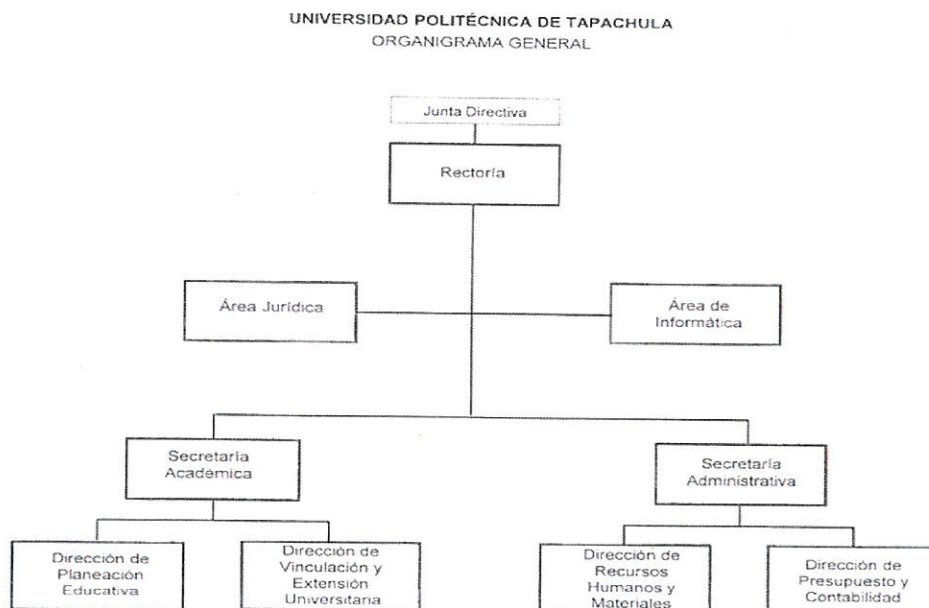 UNIVERSIDAD POLITÉCNICA DE TAPACHULA
ORGANIGRAMA GENERAL
Junta Directiva
Rectoría
Área Jurídica
Área de
Informática
Secretaría
Académica
Secretaría
Administrativa
Dirección de
Planeación
Educativa
Dirección de
Vinculación y
Extensión
Universitaria
Dirección de
Recursos
Humanos y
Materiales
Dirección de
Presupuesto y
Contabilidad